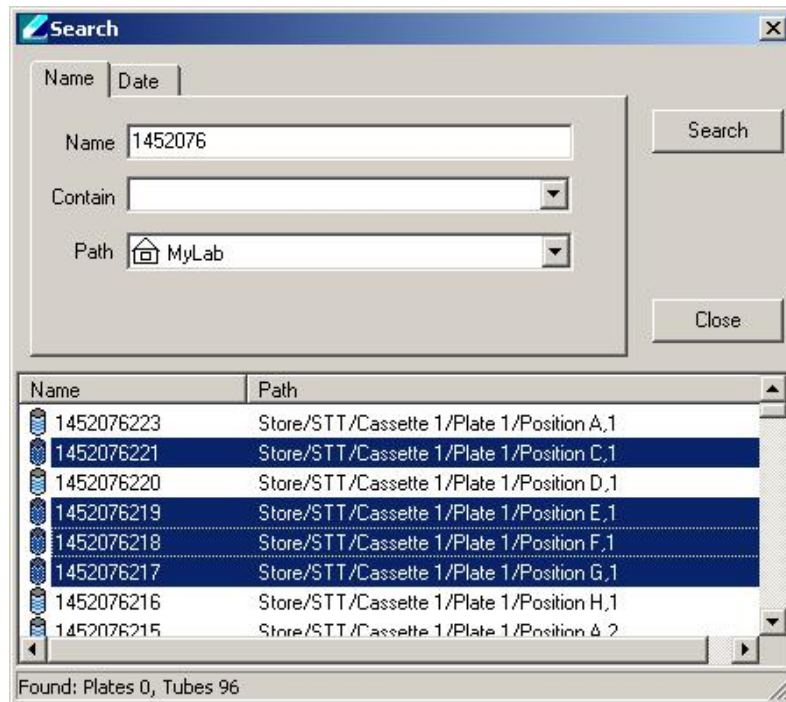 Search
Name Date
Name 1452076
Search
Contain
Path MyLab
Close
Name Path
1452076223 Store/STT/Cassette 1/Plate 1/Position A,1
1452076221 Store/STT/Cassette 1/Plate 1/Position C,1
1452076220 Store/STT/Cassette 1/Plate 1/Position D,1
1452076219 Store/STT/Cassette 1/Plate 1/Position E,1
1452076218 Store/STT/Cassette 1/Plate 1/Position F,1
1452076217 Store/STT/Cassette 1/Plate 1/Position G,1
1452076216 Store/STT/Cassette 1/Plate 1/Position H,1
1452076215 Store/STT/Cassette 1/Plate 1/Position A,2
Found: Plates 0, Tubes 96